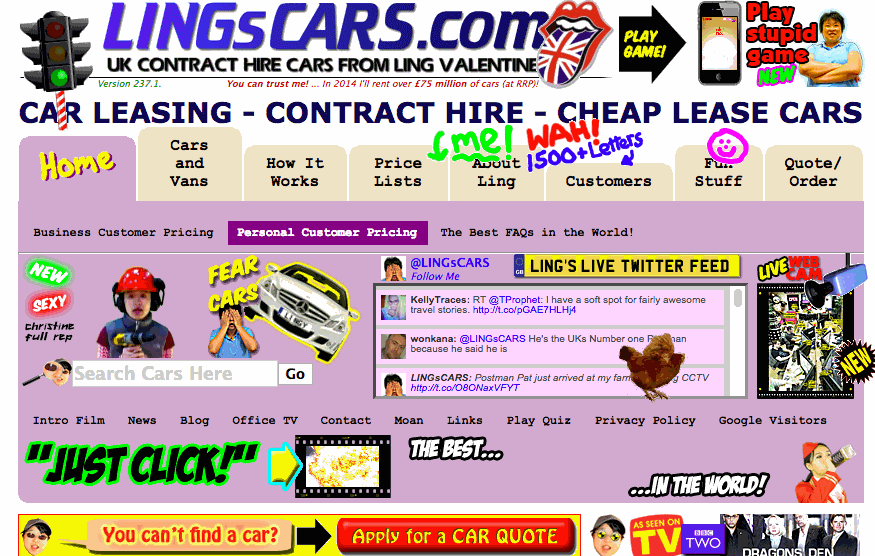 LINGsCARS.com
UK CONTRACT HIRE CARS FROM LING VALENTINE
PLAY GAME!
Play stupid game
NEW
Version 237.1.
You can trust me! ... In 2014 I'll rent over £75 million of cars (at RRP)!
CAR LEASING - CONTRACT HIRE - CHEAP LEASE CARS
me!
WAH!
1500+Letters
Home
Cars and Vans
How It Works
Price Lists
About Ling
Customers
Fun Stuff
Quote/Order
Business Customer Pricing
Personal Customer Pricing
The Best FAQs in the World!
NEW
SEXY
christine
full rep
FEAR
CARS
LINGY
@LINGsCARS
Follow Me
GB
LING'S LIVE TWITTER FEED
LIVE WEB CAM
KellyTraces: RT @TProphet: I have a soft spot for fairly awesome
travel stories. http://t.co/pGAE7HLHj4
wonkana: @LINGsCARS He's the UKs Number one
because he said he is
LINGsCARS: Postman Pat just arrived at my CCTV
http://t.co/O8ONaxVFYT
NEW
Search Cars Here
Go
Intro Film
News
Blog
Office TV
Contact
Moan
Links
Play Quiz
Privacy Policy
Google Visitors
"JUST CLICK!"
THE BEST...
...IN THE WORLD!
You can't find a car?
Apply for a CAR QUOTE
AS SEEN ON
TV
BBC
TWO
DRAGONS DEN